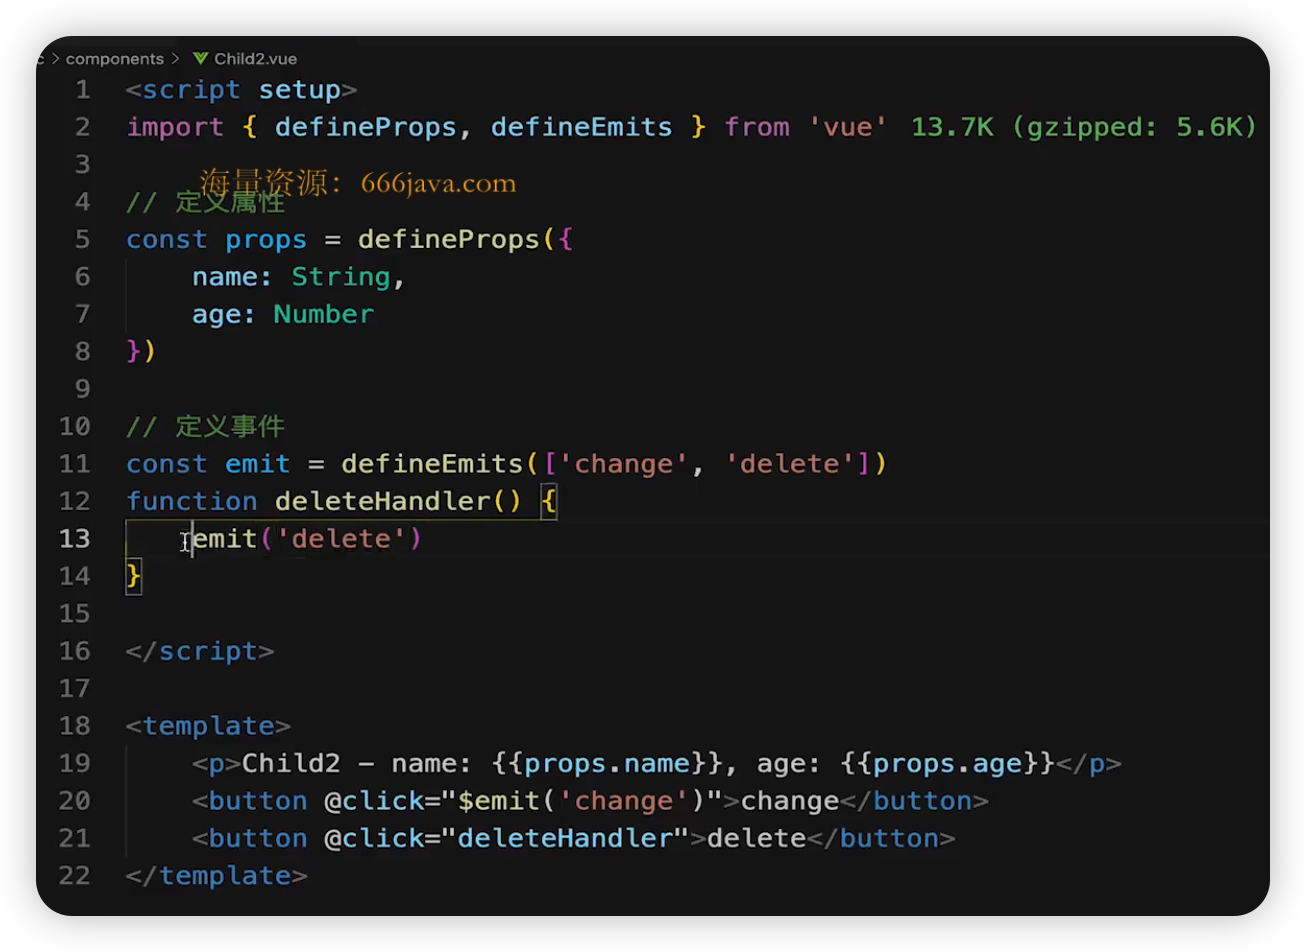 c > components > Child2.vue
1 <script setup>
2 import { defineProps, defineEmits } from 'vue' 13.7K (gzipped: 5.6K)
3
海量资源：666java.com
4 // 定义属性
5 const props = defineProps({
6 name: String,
7 age: Number
8 })
9
10 // 定义事件
11 const emit = defineEmits(['change', 'delete'])
12 function deleteHandler() {
13 emit('delete')
14 }
15
16 </script>
17
18 <template>
19 <p>Child2 - name: {{props.name}}, age: {{props.age}}</p>
20 <button @click="$emit('change')">change</button>
21 <button @click="deleteHandler">delete</button>
22 </template>